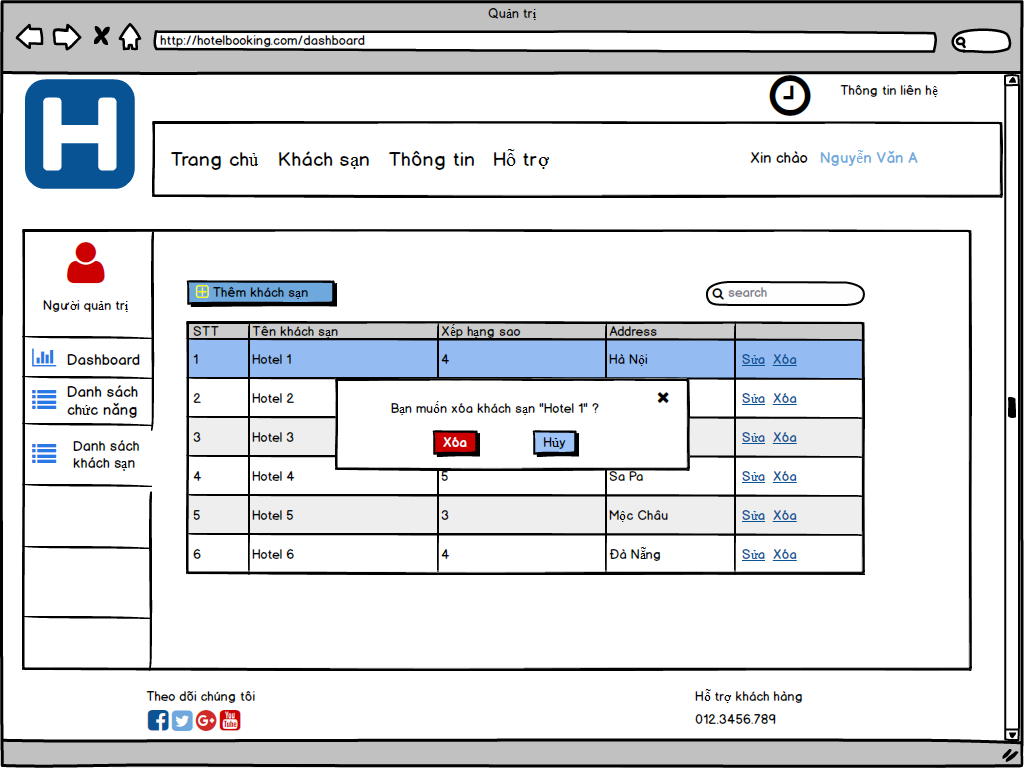 Quản trị
http://hotelbooking.com/dashboard
H
Thông tin liên hệ
Trang chủ Khách sạn Thông tin Hỗ trợ
Xin chào Nguyễn Văn A
Người quản trị
Dashboard
Danh sách
chức năng
Danh sách
khách sạn
Thêm khách sạn
search
STT Tên khách sạn Xếp hạng sao Address
1 Hotel 1 4 Hà Nội Sửa Xóa
2 Hotel 2 Sửa Xóa
3 Hotel 3 Sửa Xóa
4 Hotel 4 5 Sa Pa Sửa Xóa
5 Hotel 5 3 Mộc Châu Sửa Xóa
6 Hotel 6 4 Đà Nẵng Sửa Xóa
Bạn muốn xóa khách sạn "Hotel 1" ?
Xóa Hủy
Theo dõi chúng tôi
You
Tube
Hỗ trợ khách hàng
012.3456.789